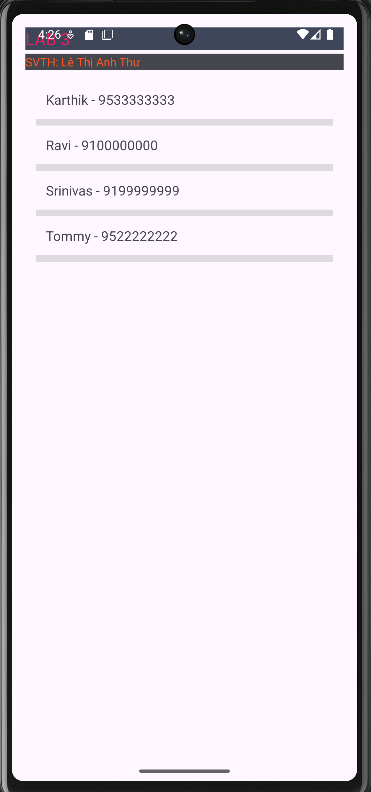 4:26
LAB 3
SVTH: Lê Thị Anh Thư
Karthik - 9533333333
Ravi - 9100000000
Srinivas - 9199999999
Tommy - 9522222222